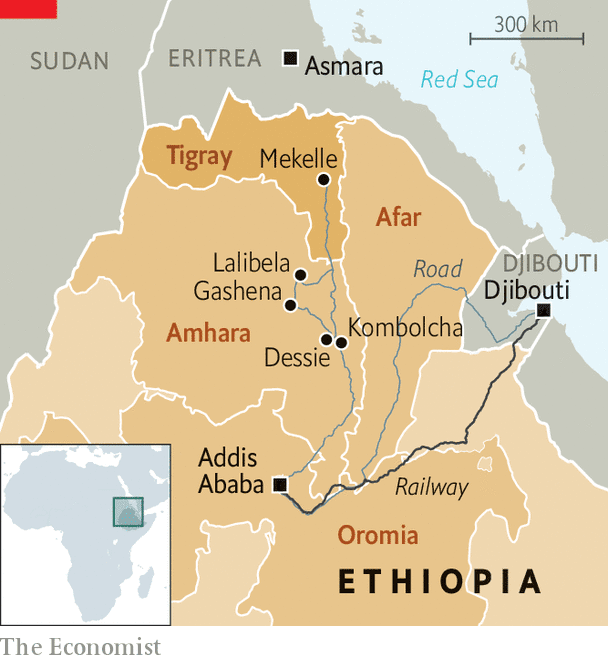 300 km
SUDAN
ERITREA
Asmara
Red Sea
Tigray
Mekelle
Afar
Lalibela
Gashena
Road
DJIBOUTI
Djibouti
Amhara
Kombolcha
Dessie
Addis
Ababa
Railway
Oromia
ETHIOPIA
The Economist